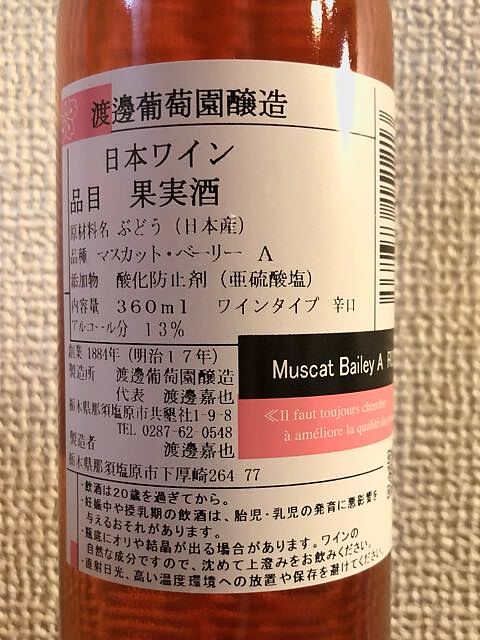 渡邊葡萄園醸造
日本ワイン
品目 果実酒
原材料名 ぶどう（日本産）
品種 マスカット・ベーリー A
添加物 酸化防止剤（亜硫酸塩）
内容量 360ml ワインタイプ 辛口
アルコール分 13%
創業 1884年（明治17年）
製造所 渡邊葡萄園醸造
代表 渡邊嘉也
栃木県那須塩原市共墾社1-9-8
TEL 0287-62-0548
製造者 渡邊嘉也
栃木県那須塩原市下厚崎264-77
Muscat Bailey A
≪Il faut toujours chercher
à améliore la qualité
・飲酒は20歳を過ぎてから。
・妊娠中や授乳期の飲酒は、胎児・乳児の発育に悪影響を
与えるおそれがあります。
・瓶底にオリや結晶が出る場合があります。ワインの
自然な成分ですので、沈めて上澄みをお飲みください。
・直射日光、高い温度環境への放置や保存を避けてください。